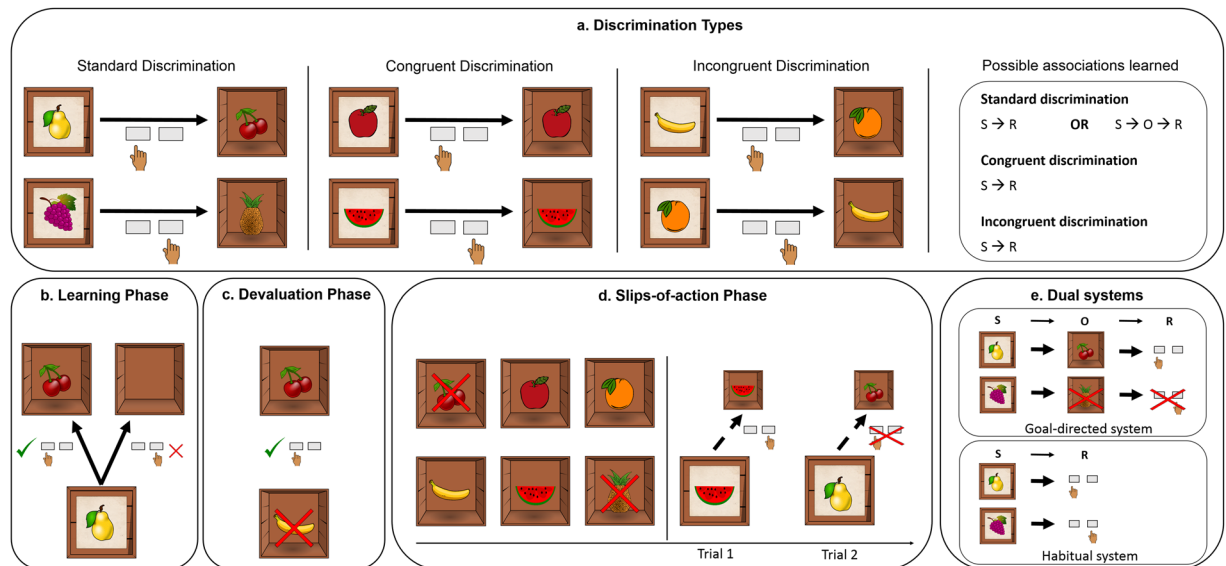 a. Discrimination Types
Standard Discrimination
Congruent Discrimination
Incongruent Discrimination
Possible associations learned
Standard discrimination
S → R OR S → O → R
Congruent discrimination
S → R
Incongruent discrimination
S → R
b. Learning Phase
c. Devaluation Phase
d. Slips-of-action Phase
Trial 1
Trial 2
e. Dual systems
S → O → R
Goal-directed system
S → R
Habitual system